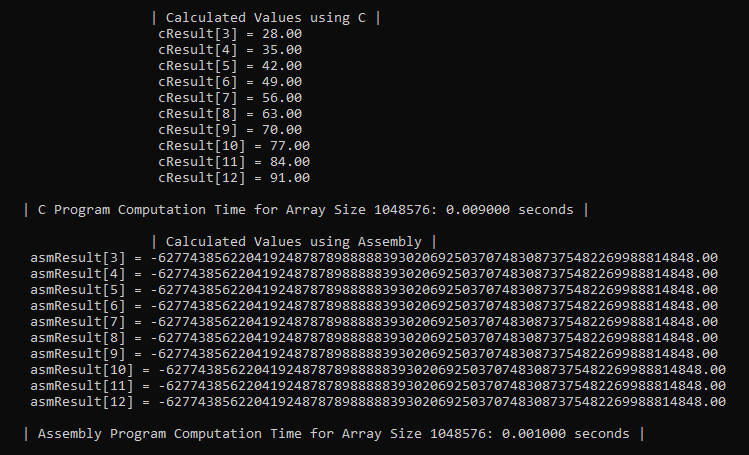 | Calculated Values using C |
cResult[3] = 28.00
cResult[4] = 35.00
cResult[5] = 42.00
cResult[6] = 49.00
cResult[7] = 56.00
cResult[8] = 63.00
cResult[9] = 70.00
cResult[10] = 77.00
cResult[11] = 84.00
cResult[12] = 91.00
| C Program Computation Time for Array Size 1048576: 0.009000 seconds |
| Calculated Values using Assembly |
asmResult[3] = -62774385622041924878789888883930206925037074830873754822699888​14848.00
asmResult[4] = -6277438562204192487878988888393020692503707483087375482269988814848.00
asmResult[5] = -6277438562204192487878988888393020692503707483087375482269988814848.00
asmResult[6] = -6277438562204192487878988888393020692503707483087375482269988814848.00
asmResult[7] = -6277438562204192487878988888393020692503707483087375482269988814848.00
asmResult[8] = -6277438562204192487878988888393020692503707483087375482269988814848.00
asmResult[9] = -6277438562204192487878988888393020692503707483087375482269988814848.00
asmResult[10] = -6277438562204192487878988888393020692503707483087375482269988814848.00
asmResult[11] = -6277438562204192487878988888393020692503707483087375482269988814848.00
asmResult[12] = -6277438562204192487878988888393020692503707483087375482269988814848.00
| Assembly Program Computation Time for Array Size 1048576: 0.001000 seconds |